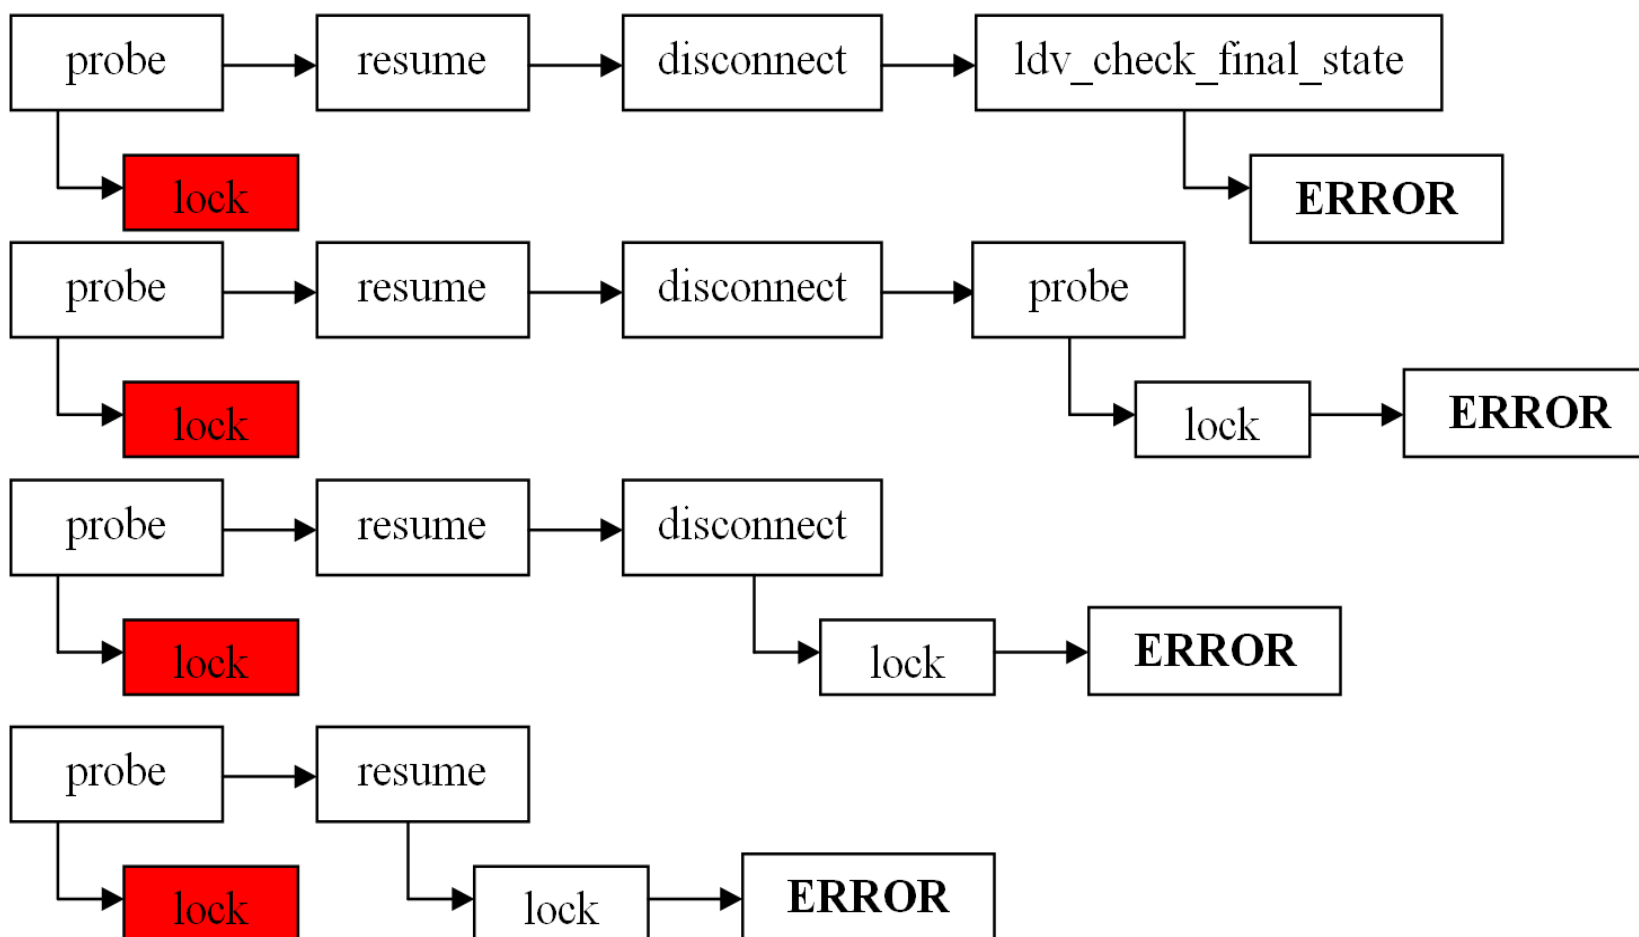 probe resume disconnect ldv_check_final_state
lock ERROR
probe resume disconnect probe
lock lock ERROR
probe resume disconnect
lock lock ERROR
probe resume
lock lock ERROR